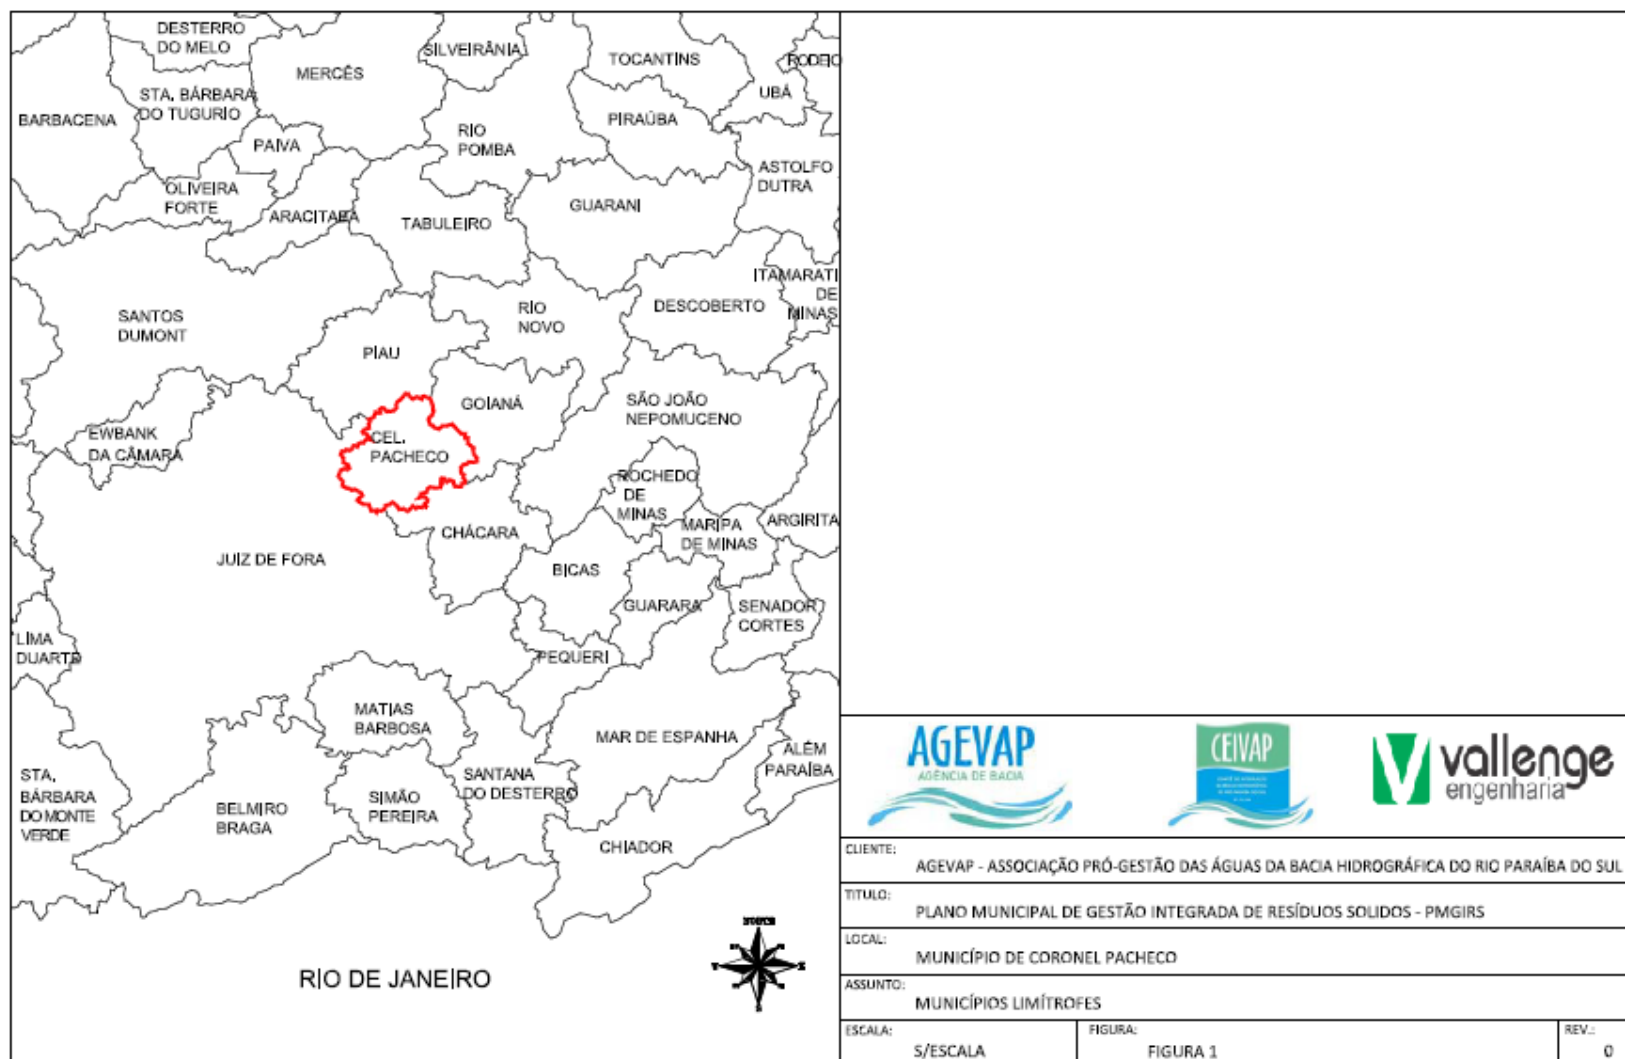 DESTERRO
DO MELO
SILVEIRÂNIA
TOCANTINS
RODEIO
MERCÊS
UBÁ
STA. BÁRBARA
DO TUGURIO
BARBACENA
PIRAÚBA
RIO
POMBA
PAIVA
ASTOLFO
DUTRA
OLIVEIRA
FORTE
ARACITABA
TABULEIRO
GUARANI
ITAMARATI
DE
MINAS
SANTOS
DUMONT
RIO
NOVO
DESCOBERTO
PIAU
GOIANÁ
SÃO JOÃO
NEPOMUCENO
EWBANK
DA CÂMARA
CEL.
PACHECO
ROCHEDO
DE
MINAS
MARIPA
DE MINAS
ARGIRITA
CHÁCARA
JUIZ DE FORA
BICAS
GUARARA
SENADOR
CORTES
LIMA
DUARTE
PEQUERI
MATIAS
BARBOSA
MAR DE ESPANHA
ALÉM
PARAÍBA
STA.
BÁRBARA
DO MONTE
VERDE
BELMIRO
BRAGA
SIMÃO
PEREIRA
SANTANA
DO DESTERRO
CHIADOR
RIO DE JANEIRO
AGEVAP
AGÊNCIA DE BACIA
CEIVAP
vallenge
engenharia
CLIENTE:
AGEVAP - ASSOCIAÇÃO PRÓ-GESTÃO DAS ÁGUAS DA BACIA HIDROGRÁFICA DO RIO PARAÍBA DO SUL
TITULO:
PLANO MUNICIPAL DE GESTÃO INTEGRADA DE RESÍDUOS SOLIDOS - PMGIRS
LOCAL:
MUNICÍPIO DE CORONEL PACHECO
ASSUNTO:
MUNICÍPIOS LIMÍTROFES
ESCALA:
S/ESCALA
FIGURA:
FIGURA 1
REV.:
0